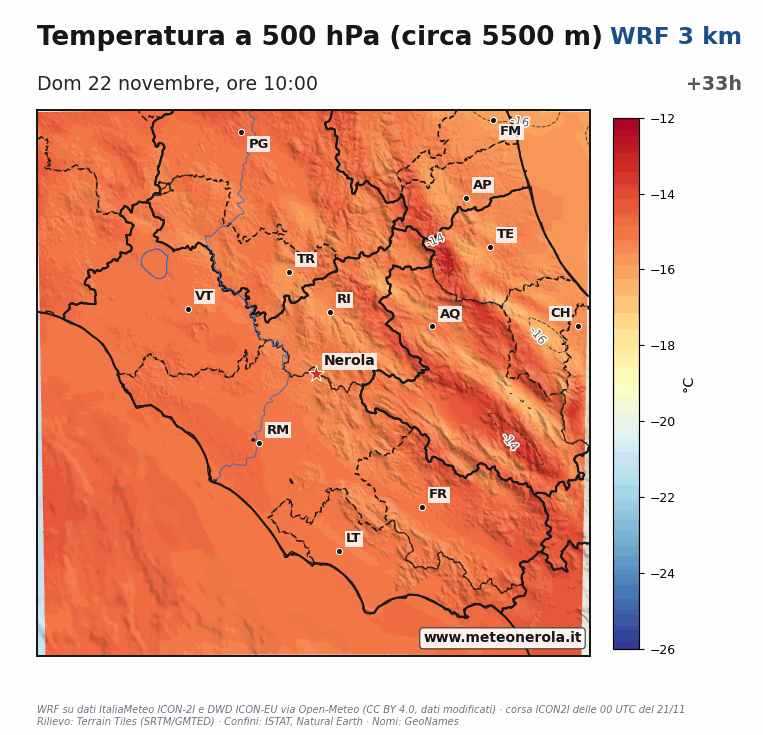 Temperatura a 500 hPa (circa 5500 m) WRF 3 km
Dom 22 novembre, ore 10:00 +33h
-16
FM
PG
AP
-14
TE
TR
VT
RI
AQ
CH
-16
Nerola
RM
-14
FR
LT
www.meteonerola.it
−12
−14
−16
−18
−20
−22
−24
−26
°C
WRF su dati ItaliaMeteo ICON-2I e DWD ICON-EU via Open-Meteo (CC BY 4.0, dati modificati) · corsa ICON2I delle 00 UTC del 21/11
Rilievo: Terrain Tiles (SRTM/GMTED) · Confini: ISTAT, Natural Earth · Nomi: GeoNames